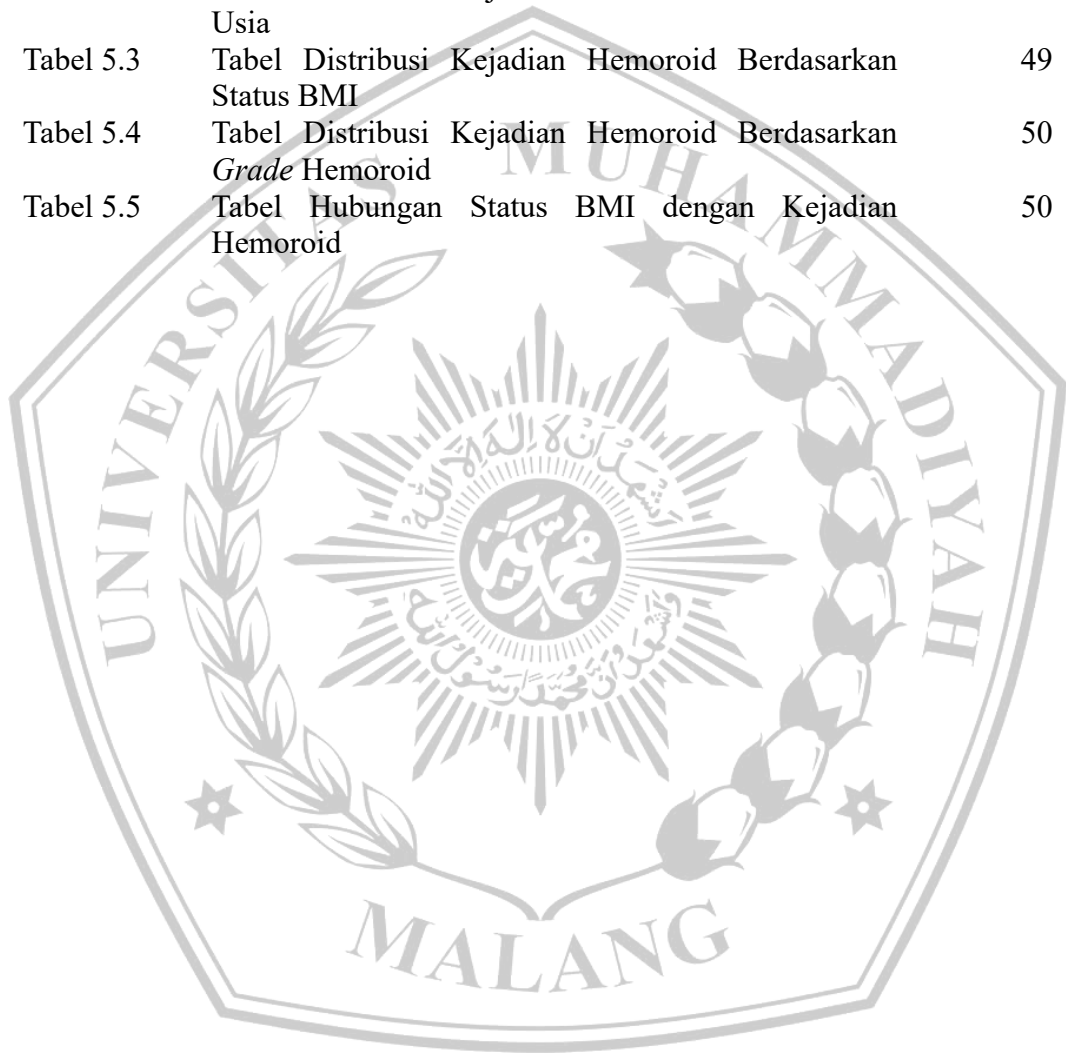 Usia
Tabel 5.3 Tabel Distribusi Kejadian Hemoroid Berdasarkan 49
Status BMI
Tabel 5.4 Tabel Distribusi Kejadian Hemoroid Berdasarkan 50
Grade Hemoroid
Tabel 5.5 Tabel Hubungan Status BMI dengan Kejadian 50
Hemoroid
UNIVERSITAS MUHAMMADIYAH
MALANG